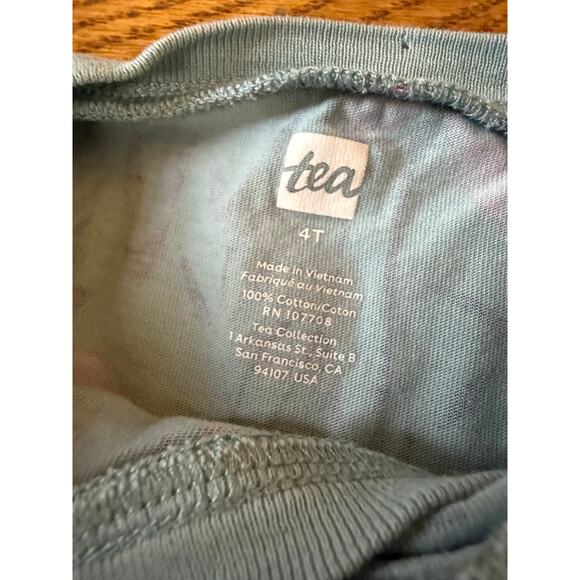 tea
4T
Made in Vietnam
Fabriqué au Vietnam
100% Cotton/Coton
RN 107708
Tea Collection
1 Arkansas St., Suite B
San Francisco, CA
94107 USA